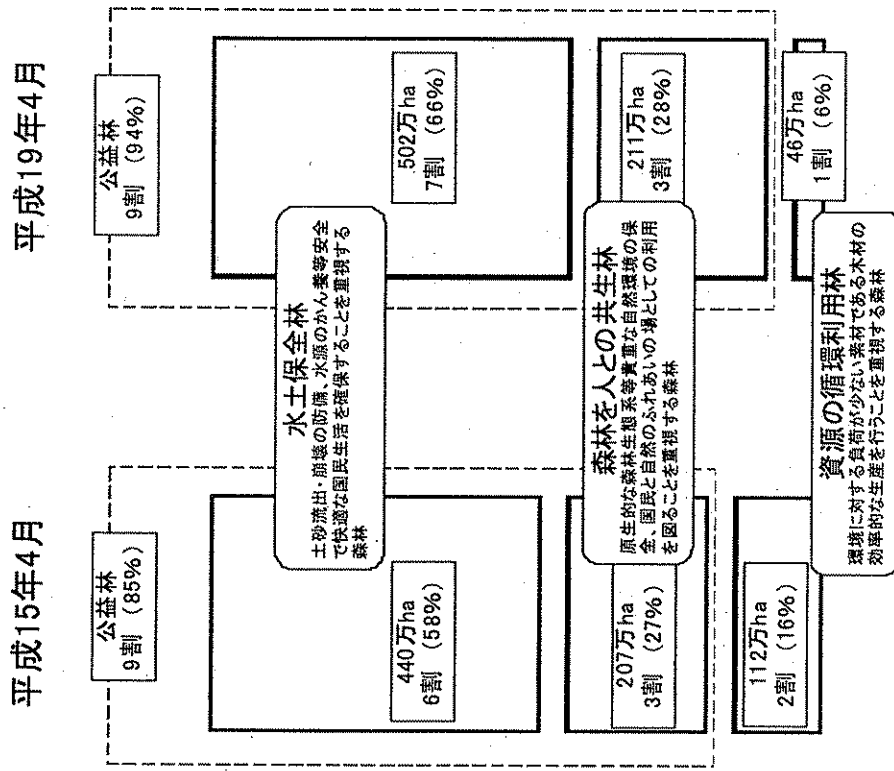 平成15年4月
平成19年4月
公益林
9割 (85%)
公益林
9割 (94%)
440万ha
6割 (58%)
水土保全林
土砂流出・崩壊の防備、水源のかん養等安全
で快適な国民生活を確保することを重視する
森林
502万ha
7割 (66%)
207万ha
3割 (27%)
森林を人との共生林
原生的な森林生態系等貴重な自然環境の保
全、国民と自然のふれあいの場としての利用
を図ることを重視する森林
211万ha
3割 (28%)
112万ha
2割 (16%)
資源の循環利用林
環境に対する負荷が少ない素材である木材の
効率的な生産を行うことを重視する森林
46万ha
1割 (6%)